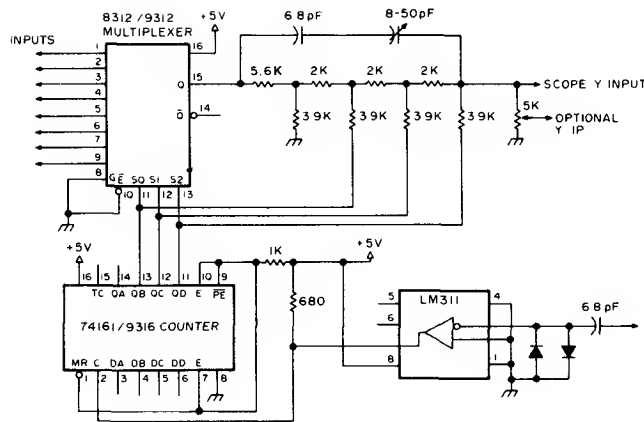 8312/9312
MULTIPLEXER
+5V
68pF
8-50pF
INPUTS
1
2
3
4
5
6
7
9
8
16
15
Q
14
Q̅
GE̅
S0
S1
S2
10
11
12
13
5.6K
2K
2K
2K
3.9K
3.9K
3.9K
3.9K
SCOPE Y INPUT
5K
OPTIONAL
Y IP
+5V
1K
+5V
16
15
14
13
12
11
10
9
TC
QA
QB
QC
QD
E
P̅E̅
74161/9316 COUNTER
MR
C
DA
DB
DC
DD
E
1
2
3
4
5
6
7
8
680
LM311
5
6
8
4
1
68pF